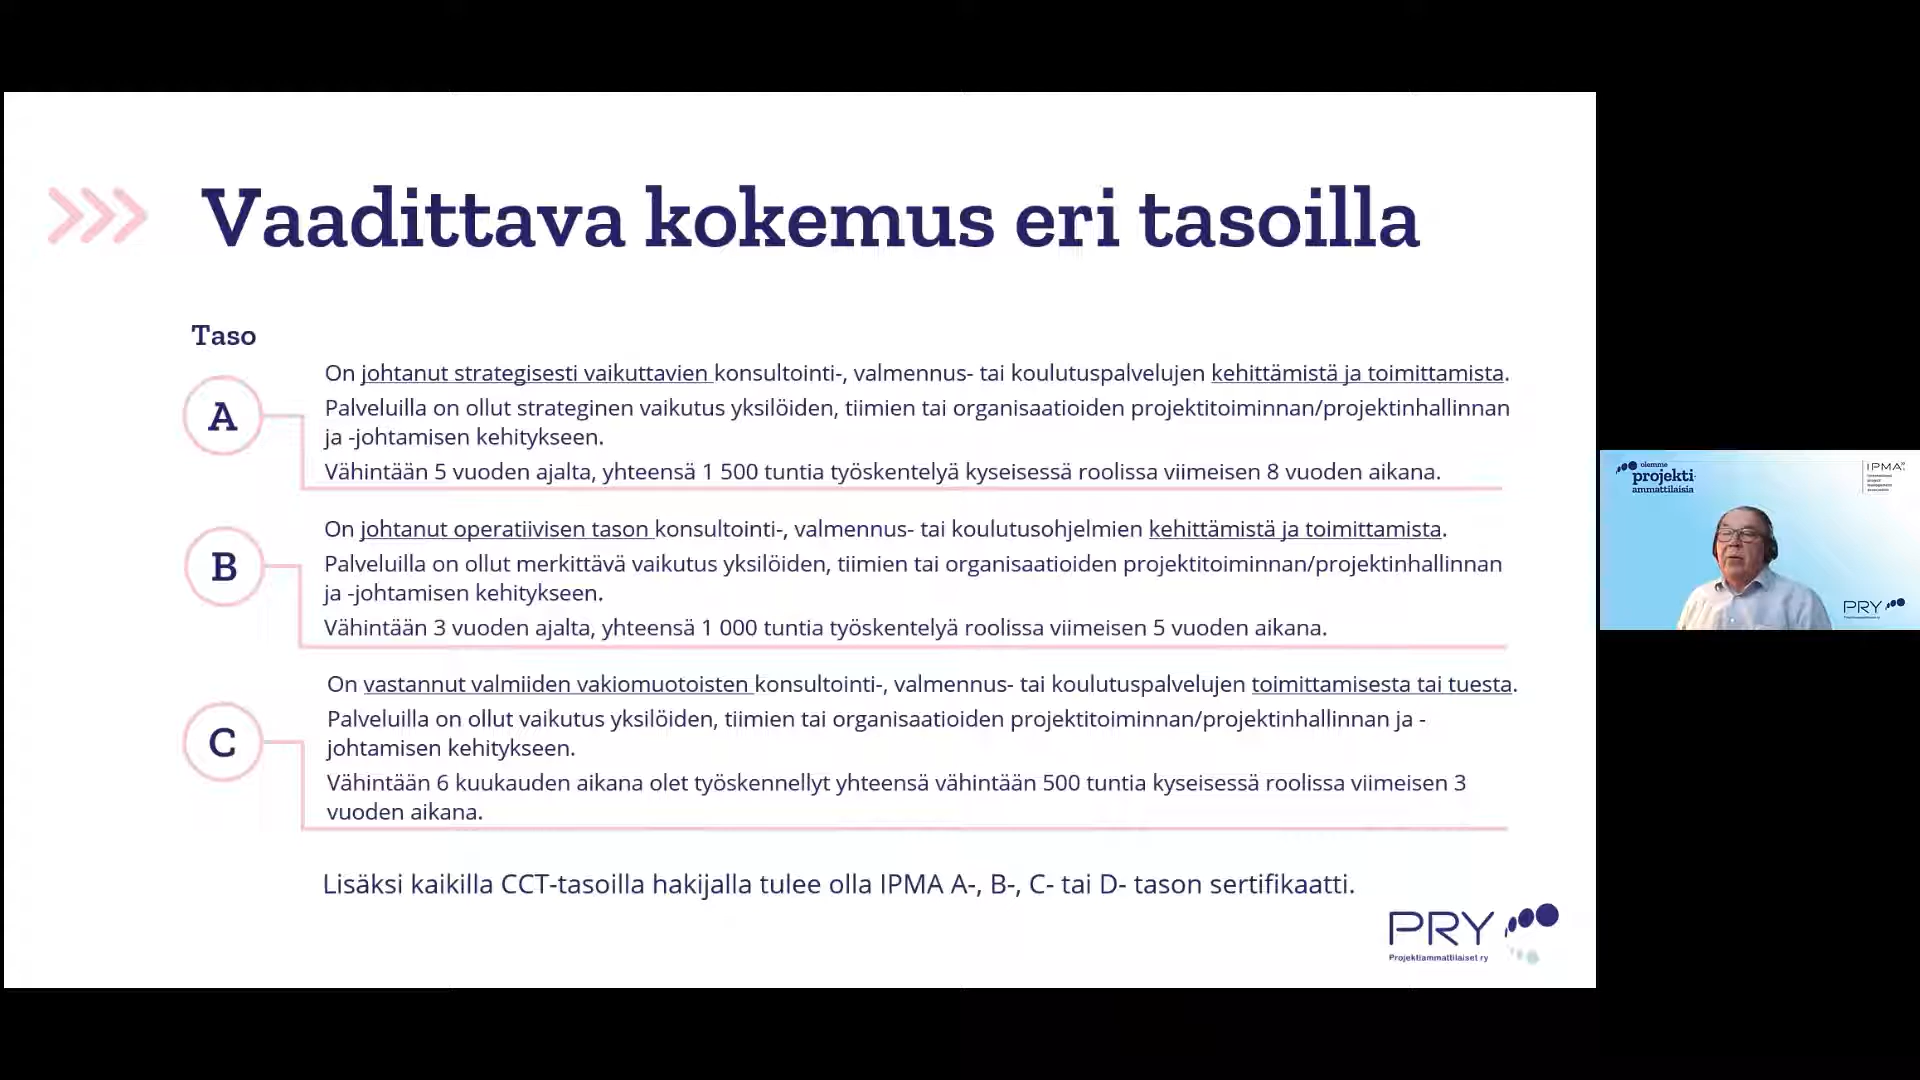 Vaadittava kokemus eri tasoilla
Taso
A
On johtanut strategisesti vaikuttavien konsultointi-, valmennus- tai koulutuspalvelujen kehittämistä ja toimittamista.
Palveluilla on ollut strateginen vaikutus yksilöiden, tiimien tai organisaatioiden projektitoiminnan/projektinhallinnan
ja -johtamisen kehitykseen.
Vähintään 5 vuoden ajalta, yhteensä 1 500 tuntia työskentelyä kyseisessä roolissa viimeisen 8 vuoden aikana.
B
On johtanut operatiivisen tason konsultointi-, valmennus- tai koulutusohjelmien kehittämistä ja toimittamista.
Palveluilla on ollut merkittävä vaikutus yksilöiden, tiimien tai organisaatioiden projektitoiminnan/projektinhallinnan
ja -johtamisen kehitykseen.
Vähintään 3 vuoden ajalta, yhteensä 1 000 tuntia työskentelyä roolissa viimeisen 5 vuoden aikana.
C
On vastannut valmiiden vakiomuotoisten konsultointi-, valmennus- tai koulutuspalvelujen toimittamisesta tai tuesta.
Palveluilla on ollut vaikutus yksilöiden, tiimien tai organisaatioiden projektitoiminnan/projektinhallinnan ja -
johtamisen kehitykseen.
Vähintään 6 kuukauden aikana olet työskennellyt yhteensä vähintään 500 tuntia kyseisessä roolissa viimeisen 3
vuoden aikana.
Lisäksi kaikilla CCT-tasoilla hakijalla tulee olla IPMA A-, B-, C- tai D- tason sertifikaatti.
PRY
Projektiammattilaiset ry
olemme
projekti
ammattilaisia
IPMA
PRY